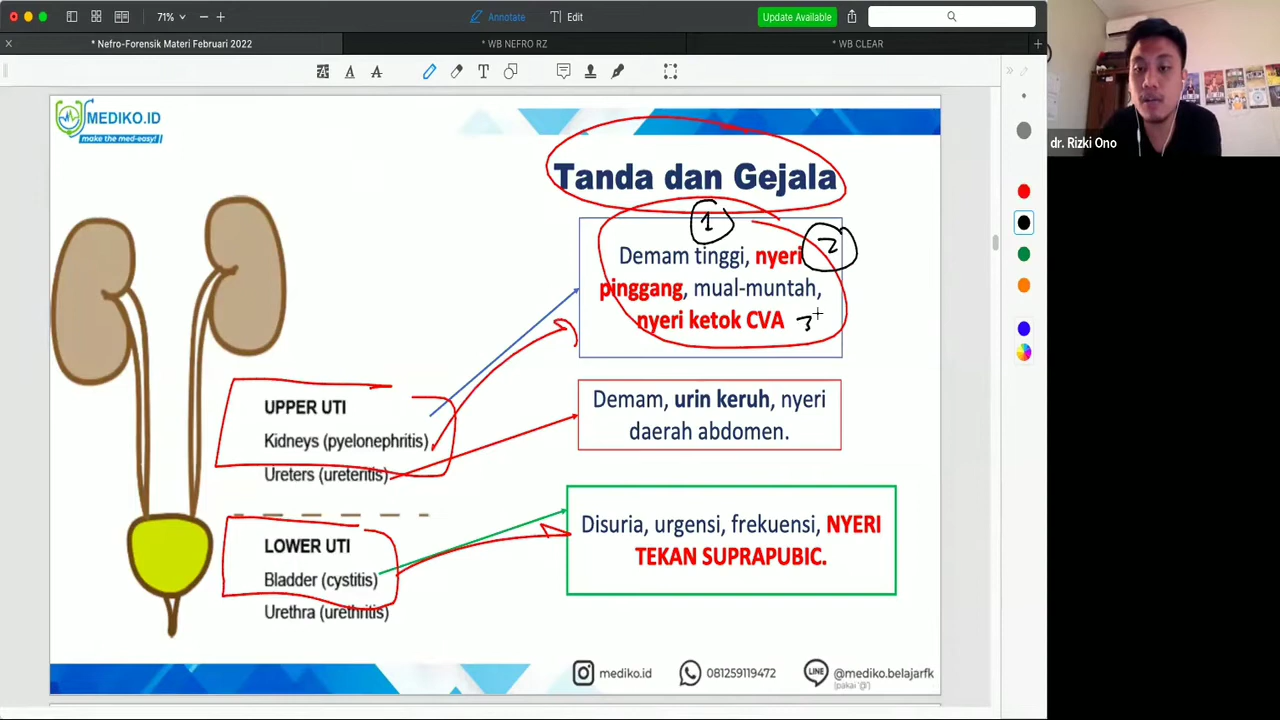 71%
Annotate
Edit
Update Available
* Nefro-Forensik Materi Februari 2022
* WB NEFRO RZ
* WB CLEAR
MEDIKO.ID
make the med-easy!
dr. Rizki Ono
Tanda dan Gejala
1
2
Demam tinggi, nyeri
pinggang, mual-muntah,
nyeri ketok CVA 3
UPPER UTI
Kidneys (pyelonephritis)
Ureters (ureteritis)
Demam, urin keruh, nyeri
daerah abdomen.
LOWER UTI
Bladder (cystitis)
Urethra (urethritis)
Disuria, urgensi, frekuensi, NYERI
TEKAN SUPRAPUBIC.
mediko.id
081259119472
LINE
@mediko.belajarfk
(pakai '@')